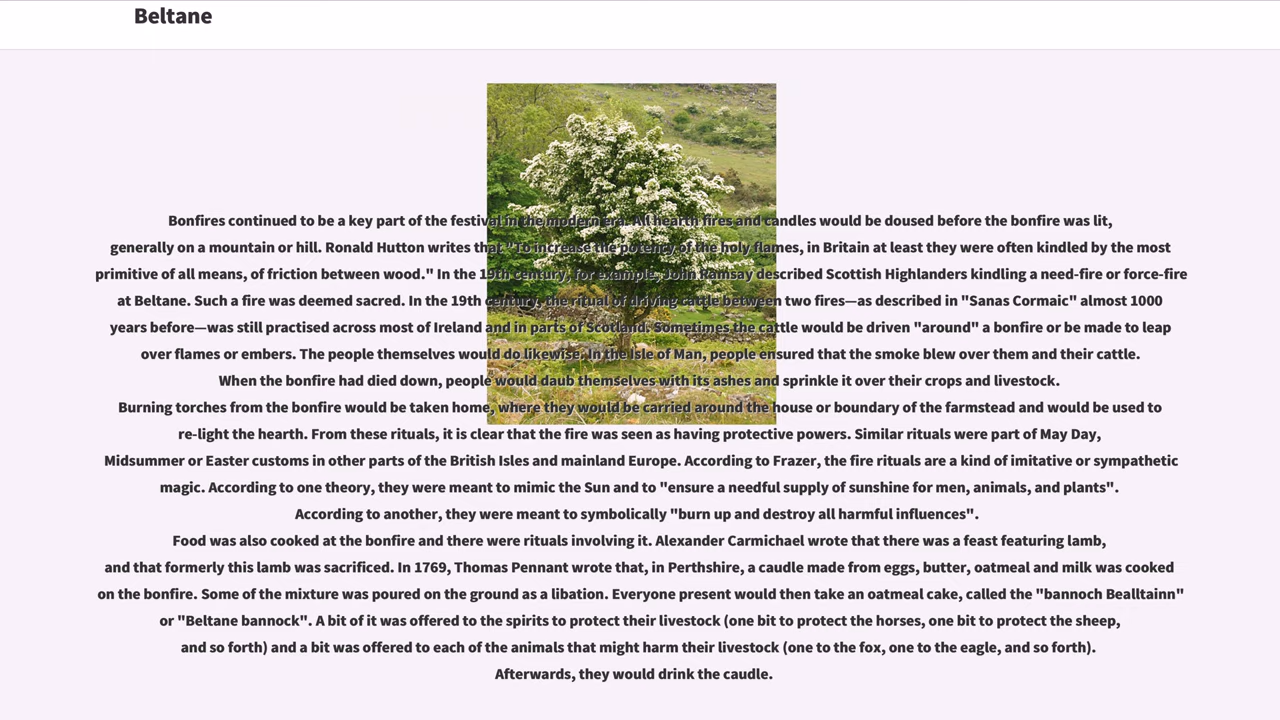 Beltane
Bonfires continued to be a key part of the festival in the modern era. All hearth fires and candles would be doused before the bonfire was lit,
generally on a mountain or hill. Ronald Hutton writes that "To increase the potency of the holy flames, in Britain at least they were often kindled by the most
primitive of all means, of friction between wood." In the 19th century, for example, John Ramsay described Scottish Highlanders kindling a need-fire or force-fire
at Beltane. Such a fire was deemed sacred. In the 19th century, the ritual of driving cattle between two fires—as described in "Sanas Cormaic" almost 1000
years before—was still practised across most of Ireland and in parts of Scotland. Sometimes the cattle would be driven "around" a bonfire or be made to leap
over flames or embers. The people themselves would do likewise. In the Isle of Man, people ensured that the smoke blew over them and their cattle.
When the bonfire had died down, people would daub themselves with its ashes and sprinkle it over their crops and livestock.
Burning torches from the bonfire would be taken home, where they would be carried around the house or boundary of the farmstead and would be used to
re-light the hearth. From these rituals, it is clear that the fire was seen as having protective powers. Similar rituals were part of May Day,
Midsummer or Easter customs in other parts of the British Isles and mainland Europe. According to Frazer, the fire rituals are a kind of imitative or sympathetic
magic. According to one theory, they were meant to mimic the Sun and to "ensure a needful supply of sunshine for men, animals, and plants".
According to another, they were meant to symbolically "burn up and destroy all harmful influences".
Food was also cooked at the bonfire and there were rituals involving it. Alexander Carmichael wrote that there was a feast featuring lamb,
and that formerly this lamb was sacrificed. In 1769, Thomas Pennant wrote that, in Perthshire, a caudle made from eggs, butter, oatmeal and milk was cooked
on the bonfire. Some of the mixture was poured on the ground as a libation. Everyone present would then take an oatmeal cake, called the "bannoch Bealltainn"
or "Beltane bannock". A bit of it was offered to the spirits to protect their livestock (one bit to protect the horses, one bit to protect the sheep,
and so forth) and a bit was offered to each of the animals that might harm their livestock (one to the fox, one to the eagle, and so forth).
Afterwards, they would drink the caudle.